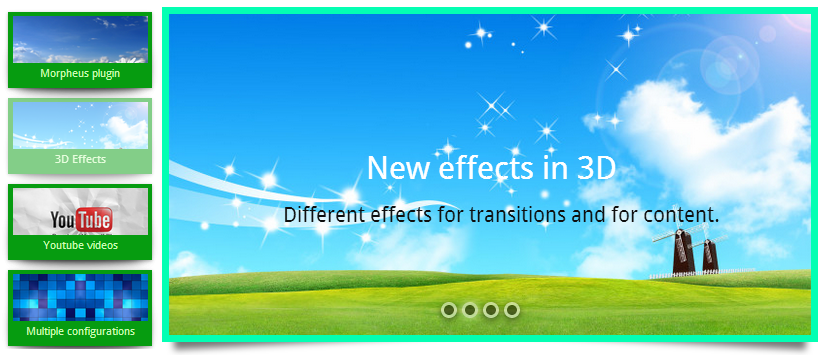 Morpheus plugin
3D Effects
YouTube
Youtube videos
Multiple configurations
New effects in 3D
Different effects for transitions and for content.